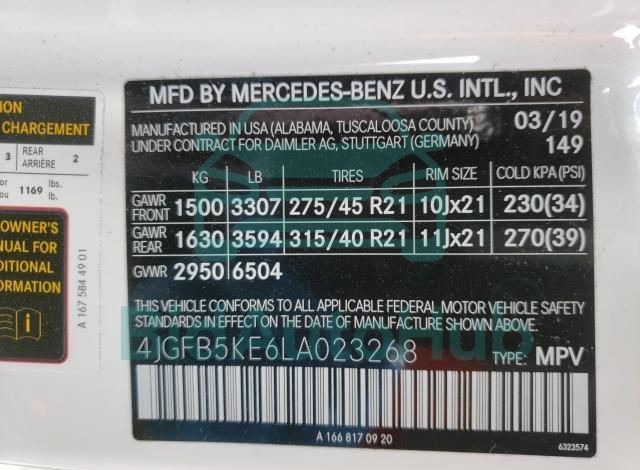 ION
CHARGEMENT
3 REAR ARRIÈRE 2
or
ou 1169 lbs. lb.
OWNER'S
NUAL FOR
DITIONAL
FORMATION
A 167 584 49 01
MFD BY MERCEDES-BENZ U.S. INTL., INC
MANUFACTURED IN USA (ALABAMA, TUSCALOOSA COUNTY) 03/19
UNDER CONTRACT FOR DAIMLER AG, STUTTGART (GERMANY) 149
KG LB TIRES RIM SIZE COLD KPA (PSI)
GAWR FRONT 1500 3307 275/45 R21 10Jx21 230(34)
GAWR REAR 1630 3594 315/40 R21 11Jx21 270(39)
GVWR 2950 6504
THIS VEHICLE CONFORMS TO ALL APPLICABLE FEDERAL MOTOR VEHICLE SAFETY
STANDARDS IN EFFECT ON THE DATE OF MANUFACTURE SHOWN ABOVE.
4JGFB5KE6LA023268 TYPE: MPV
A 166 817 09 20
6323574